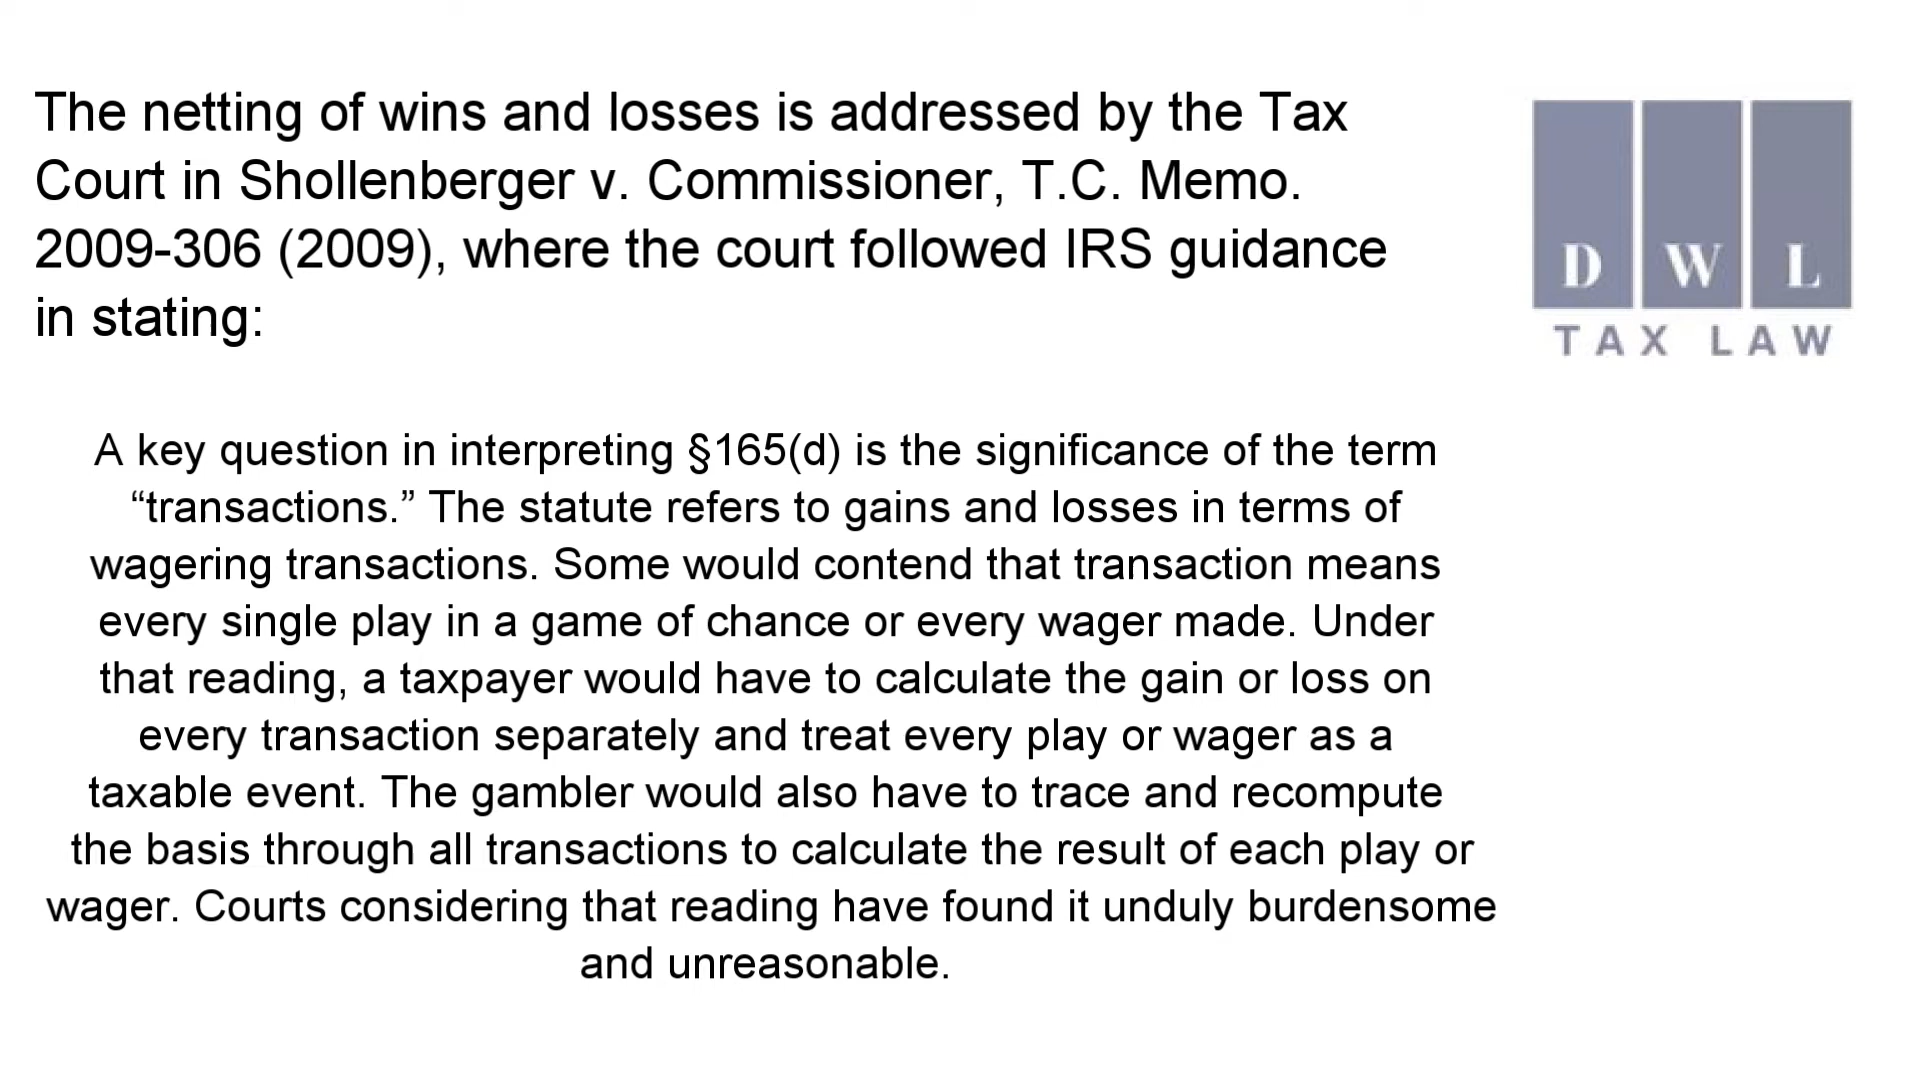 The netting of wins and losses is addressed by the Tax
Court in Shollenberger v. Commissioner, T.C. Memo.
2009-306 (2009), where the court followed IRS guidance
in stating:
D W L
TAX LAW
A key question in interpreting §165(d) is the significance of the term
“transactions.” The statute refers to gains and losses in terms of
wagering transactions. Some would contend that transaction means
every single play in a game of chance or every wager made. Under
that reading, a taxpayer would have to calculate the gain or loss on
every transaction separately and treat every play or wager as a
taxable event. The gambler would also have to trace and recompute
the basis through all transactions to calculate the result of each play or
wager. Courts considering that reading have found it unduly burdensome
and unreasonable.